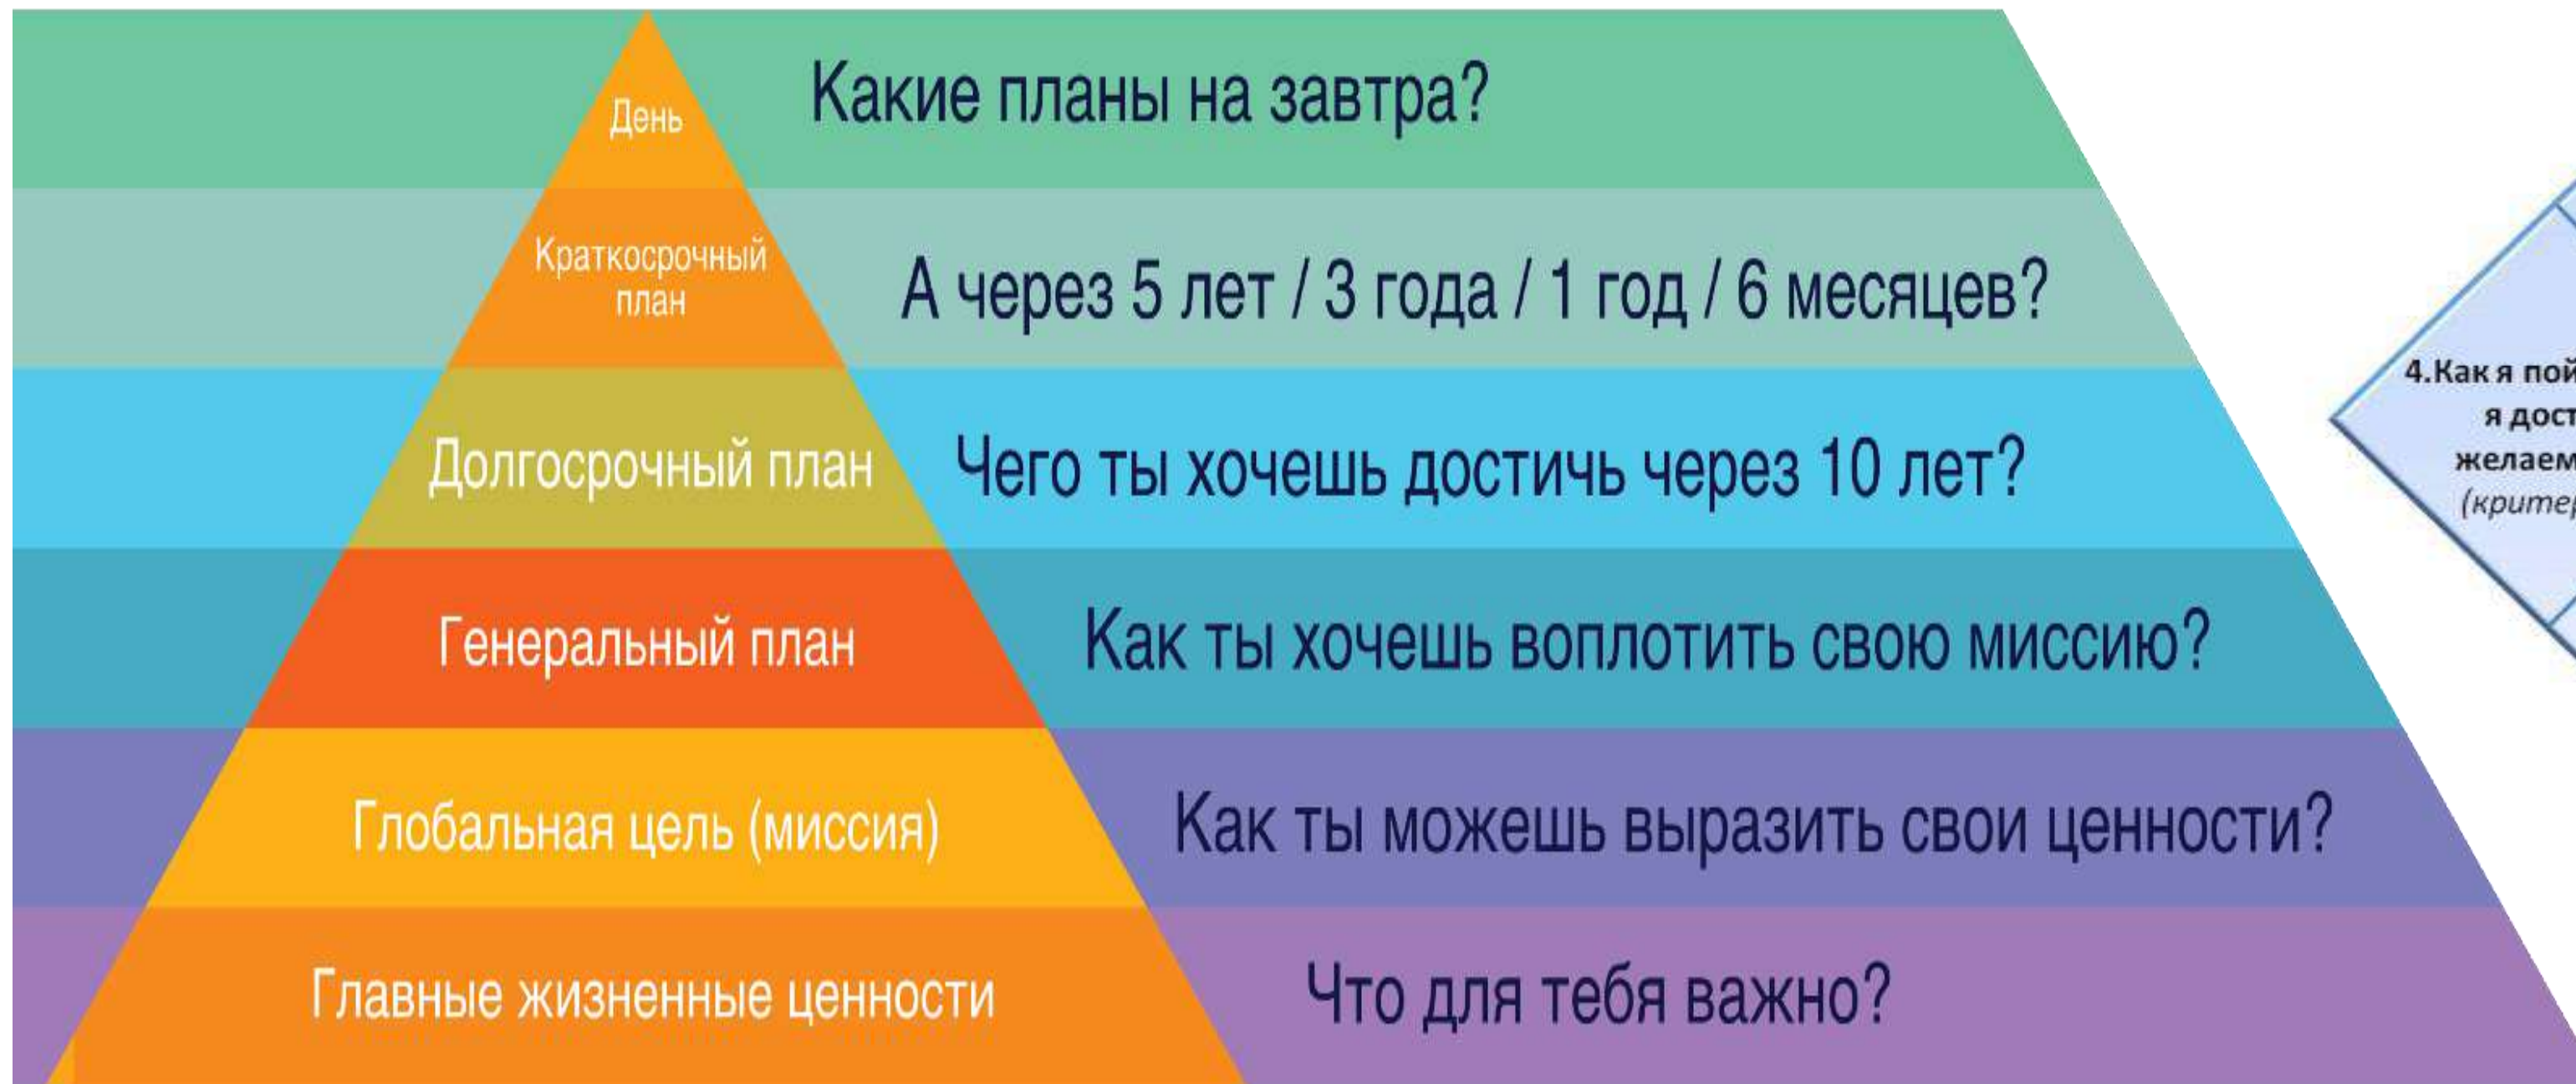 День
Какие планы на завтра?
Краткосрочный
план
А через 5 лет / 3 года / 1 год / 6 месяцев?
Долгосрочный план
Чего ты хочешь достичь через 10 лет?
Генеральный план
Как ты хочешь воплотить свою миссию?
Глобальная цель (миссия)
Как ты можешь выразить свои ценности?
Главные жизненные ценности
Что для тебя важно?
4.Как я
я